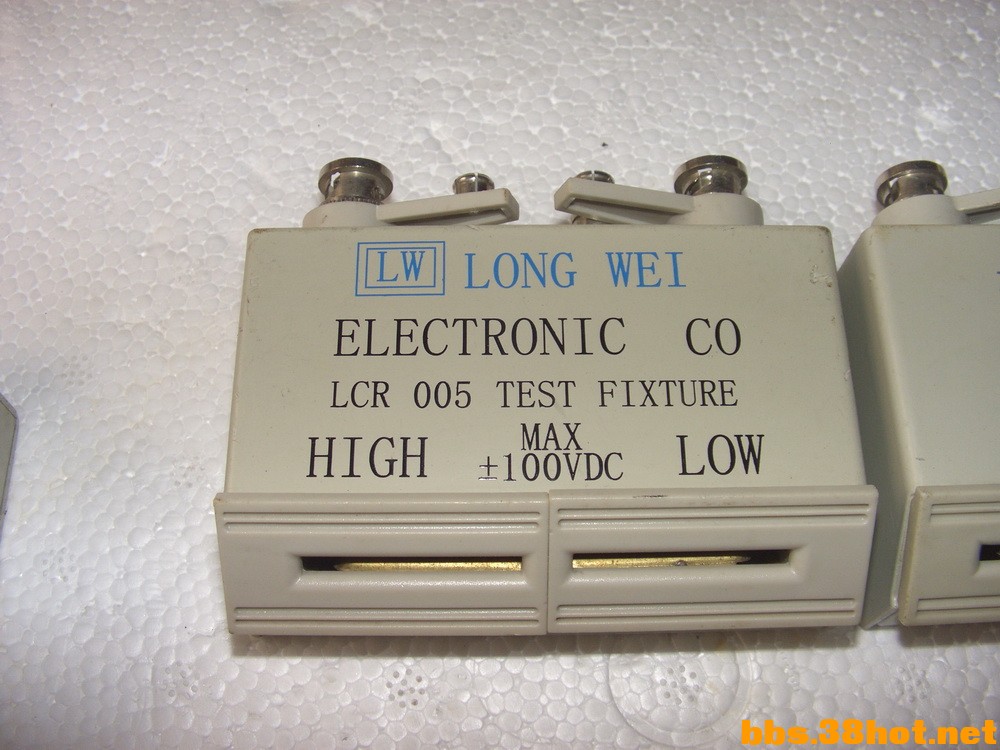 LW LONG WEI
ELECTRONIC CO
LCR 005 TEST FIXTURE
HIGH MAX LOW
±100VDC
bbs.38hot.net